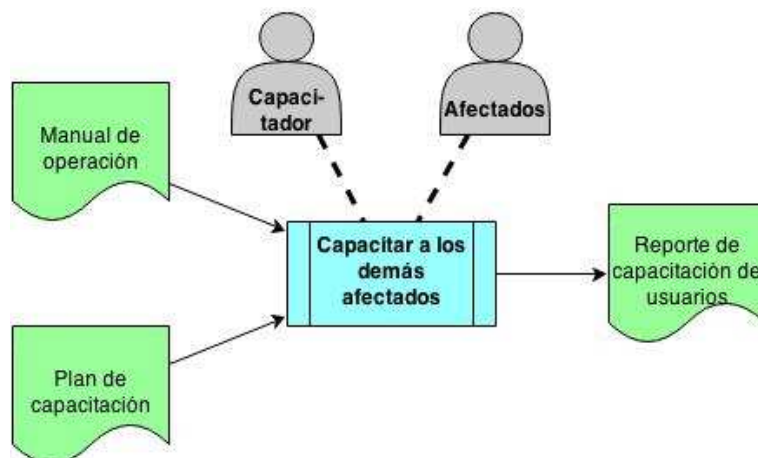 Capaci-
tador
Afectados
Manual de
operación
Capacitar a los
demás
afectados
Reporte de
capacitación de
usuarios
Plan de
capacitación